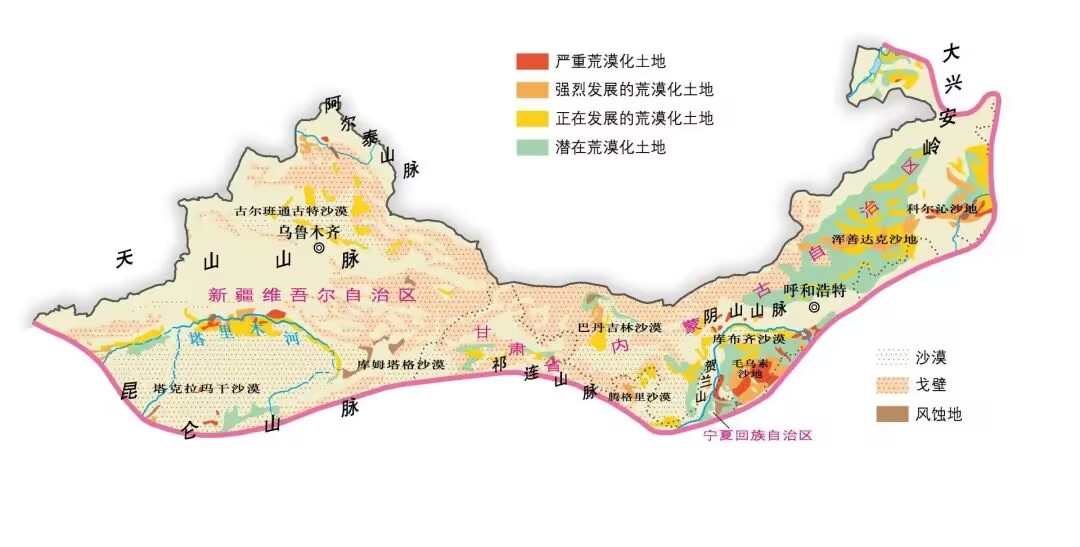 严重荒漠化土地
强烈发展的荒漠化土地
正在发展的荒漠化土地
潜在荒漠化土地
大兴安岭
阿尔泰山脉
古尔班通古特沙漠
乌鲁木齐
天山山脉
新疆维吾尔自治区
塔里木河
塔克拉玛干沙漠
库姆塔格沙漠
昆仑山脉
甘肃省
祁连山脉
巴丹吉林沙漠
腾格里沙漠
内蒙古自治区
阴山山脉
呼和浩特
库布齐沙漠
毛乌素
沙地
贺兰山
宁夏回族自治区
浑善达克沙地
科尔沁沙地
沙漠
戈壁
风蚀地